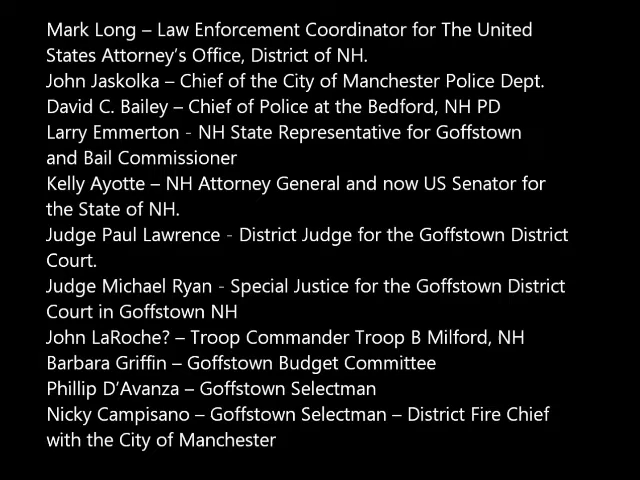 Mark Long – Law Enforcement Coordinator for The United
States Attorney’s Office, District of NH.
John Jaskolka – Chief of the City of Manchester Police Dept.
David C. Bailey – Chief of Police at the Bedford, NH PD
Larry Emmerton - NH State Representative for Goffstown
and Bail Commissioner
Kelly Ayotte – NH Attorney General and now US Senator for
the State of NH.
Judge Paul Lawrence - District Judge for the Goffstown District
Court.
Judge Michael Ryan - Special Justice for the Goffstown District
Court in Goffstown NH
John LaRoche? – Troop Commander Troop B Milford, NH
Barbara Griffin – Goffstown Budget Committee
Phillip D’Avanza – Goffstown Selectman
Nicky Campisano – Goffstown Selectman – District Fire Chief
with the City of Manchester